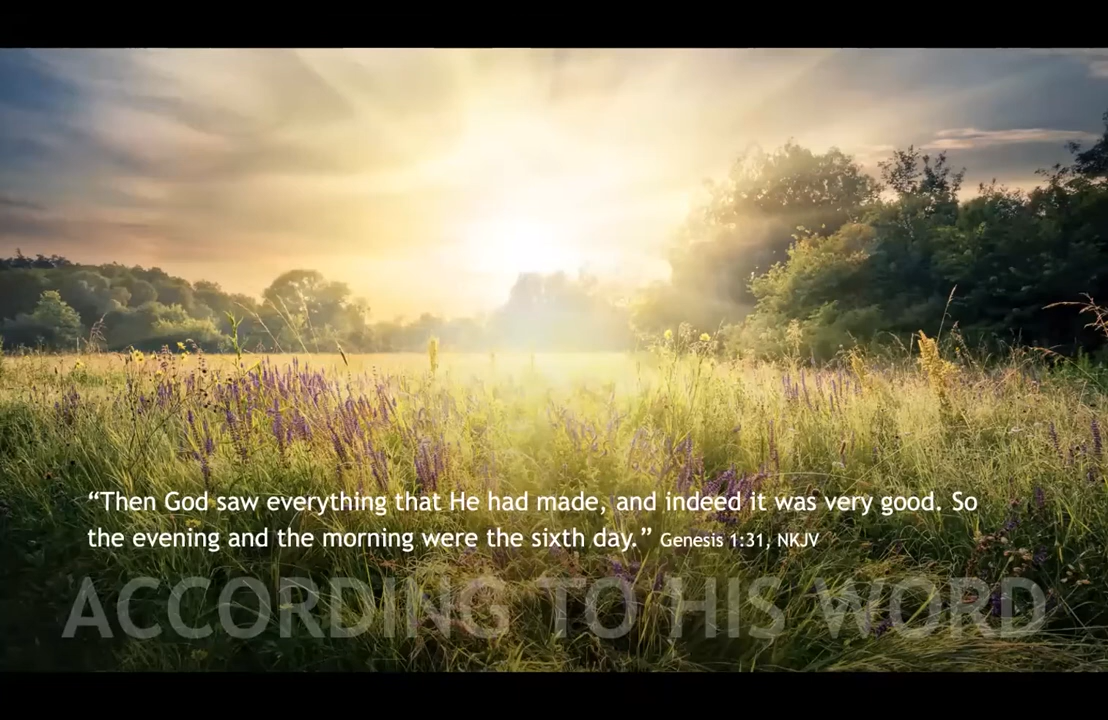 “Then God saw everything that He had made, and indeed it was very good. So
the evening and the morning were the sixth day.” Genesis 1:31, NKJV
ACCORDING TO HIS WORD